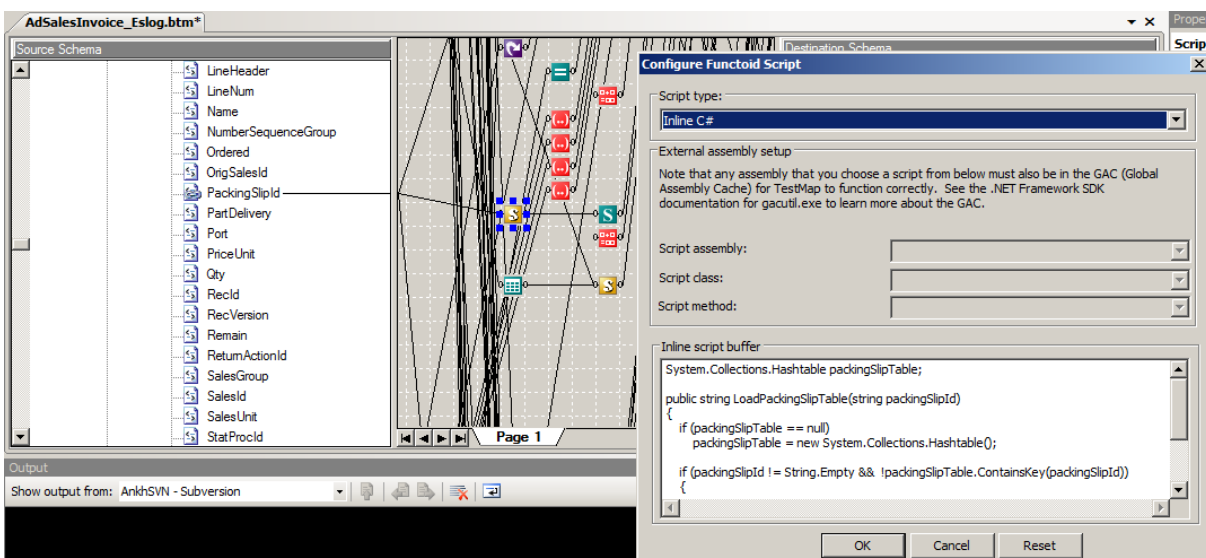 AdSalesInvoice_Eslog.btm*
Source Schema
LineHeader
LineNum
Name
NumberSequenceGroup
Ordered
OrigSalesId
PackingSlipId
PartDelivery
Port
PriceUnit
Qty
RecId
RecVersion
Remain
ReturnActionId
SalesGroup
SalesId
SalesUnit
StatProcId
Page 1
Destination Schema
Configure Functoid Script
Script type:
Inline C#
External assembly setup
Note that any assembly that you choose a script from below must also be in the GAC (Global
Assembly Cache) for TestMap to function correctly. See the .NET Framework SDK
documentation for gacutil.exe to learn more about the GAC.
Script assembly:
Script class:
Script method:
Inline script buffer
System.Collections.Hashtable packingSlipTable;
public string LoadPackingSlipTable(string packingSlipId)
{
if (packingSlipTable == null)
packingSlipTable = new System.Collections.Hashtable();
if (packingSlipId != String.Empty && !packingSlipTable.ContainsKey(packingSlipId))
{
OK Cancel Reset
Output
Show output from: AnkhSVN - Subversion
Prope
Scrip